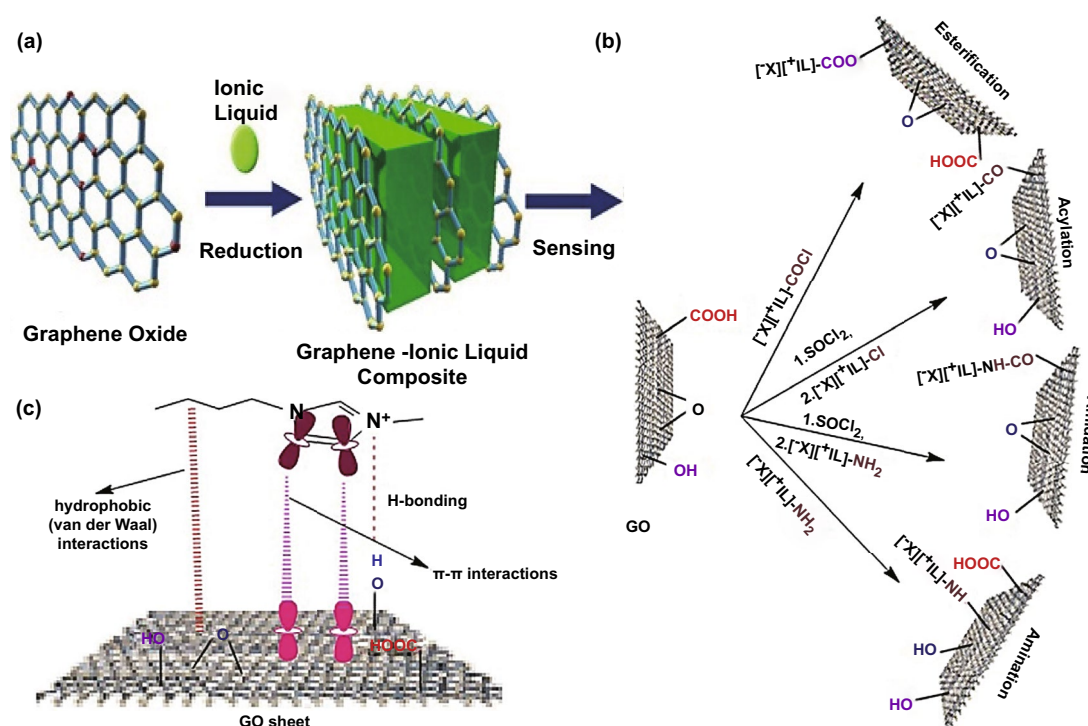 (a)
Ionic
Liquid
Reduction
Sensing
Graphene Oxide
Graphene -Ionic Liquid
Composite
(b)
[⁻X][⁺IL]-COO
Esterification
O
HOOC
[⁻X][⁺IL]-CO
Acylation
O
HO
[⁻X][⁺IL]-COCl
1.SOCl₂,
2.[⁻X][⁺IL]-Cl
COOH
O
OH
GO
1.SOCl₂,
2.[⁻X][⁺IL]-NH₂
[⁻X][⁺IL]-NH-CO
O
HO
[⁻X][⁺IL]-NH₂
[⁻X][⁺IL]-NH
HOOC
HO
HO
Amination
(c)
N
N⁺
H-bonding
hydrophobic
(van der Waal)
interactions
π-π interactions
H
O
HO
O
HOOC
GO sheet